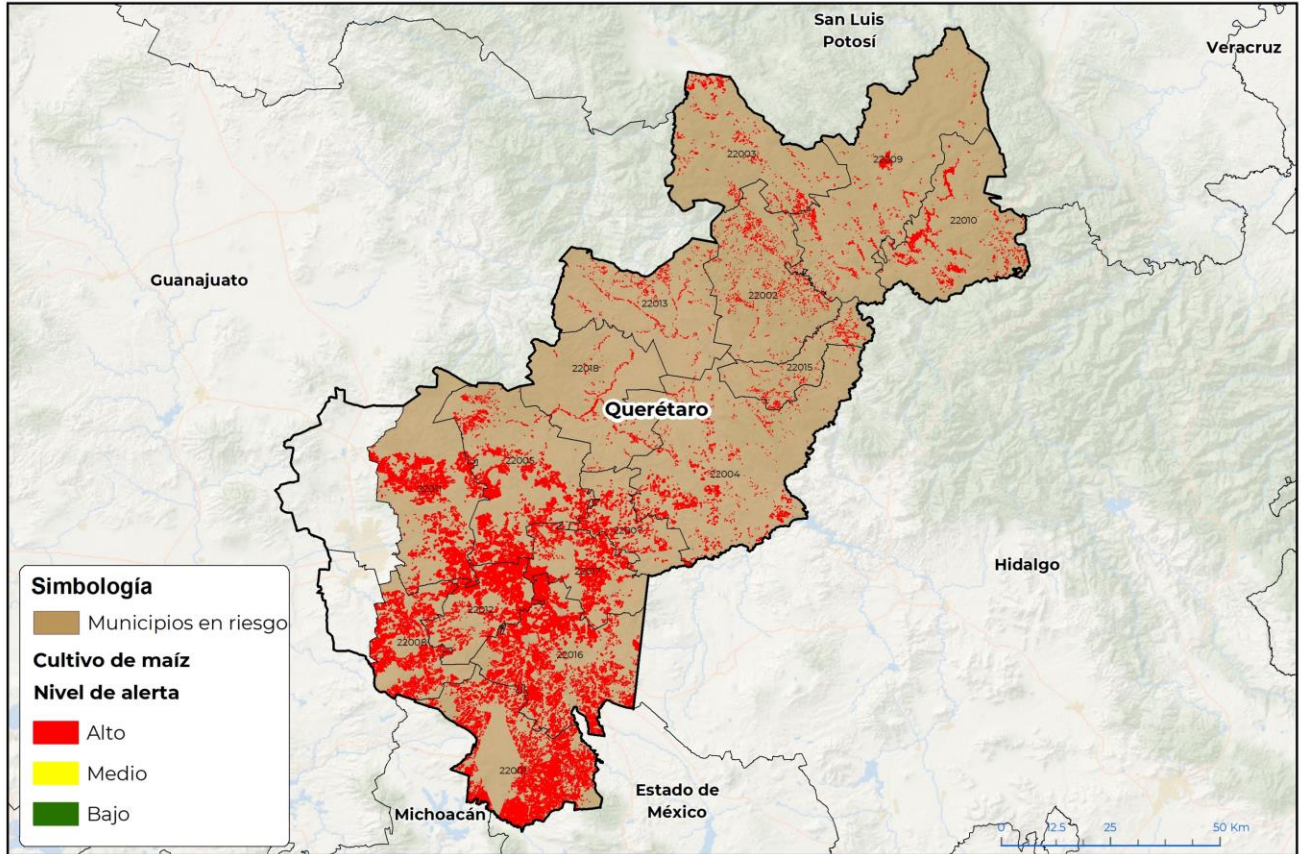 San Luis
Potosí
Veracruz
22003
22009
22010
Guanajuato
22013
22002
22018
22015
Querétaro
22005
22004
Hidalgo
22012
22008
22016
Estado de
México
Michoacán
Simbología
Municipios en riesgo
Cultivo de maíz
Nivel de alerta
Alto
Medio
Bajo
0 12.5 25 50 Km